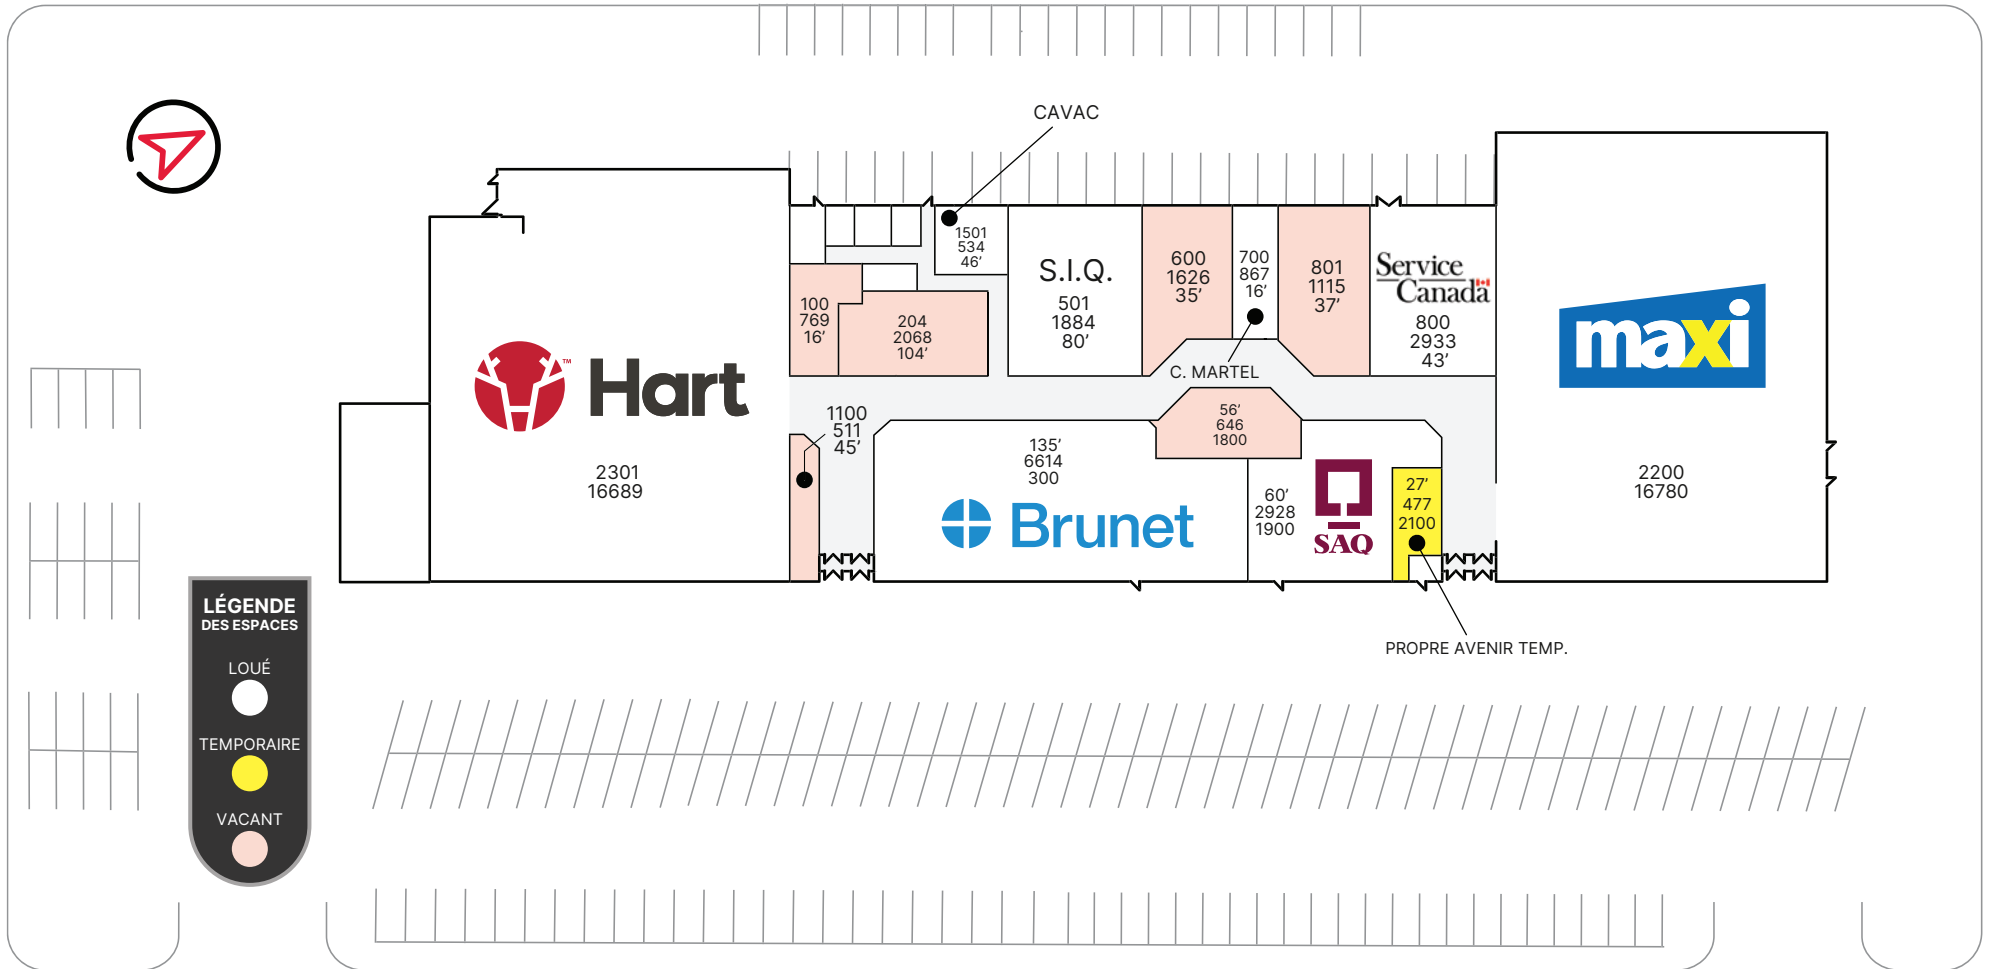 CAVAC
1501
534
46’
S.I.Q.
501
1884
80’
600
1626
35’
700
867
16’
801
1115
37’
Service
Canada
800
2933
43’
100
769
16’
204
2068
104’
C. MARTEL
Hart
™
2301
16689
1100
511
45’
56’
646
1800
135’
6614
300
Brunet
60’
2928
1900
SAQ
27’
477
2100
maxi
2200
16780
PROPRE AVENIR TEMP.
LÉGENDE
DES ESPACES
LOUÉ
TEMPORAIRE
VACANT